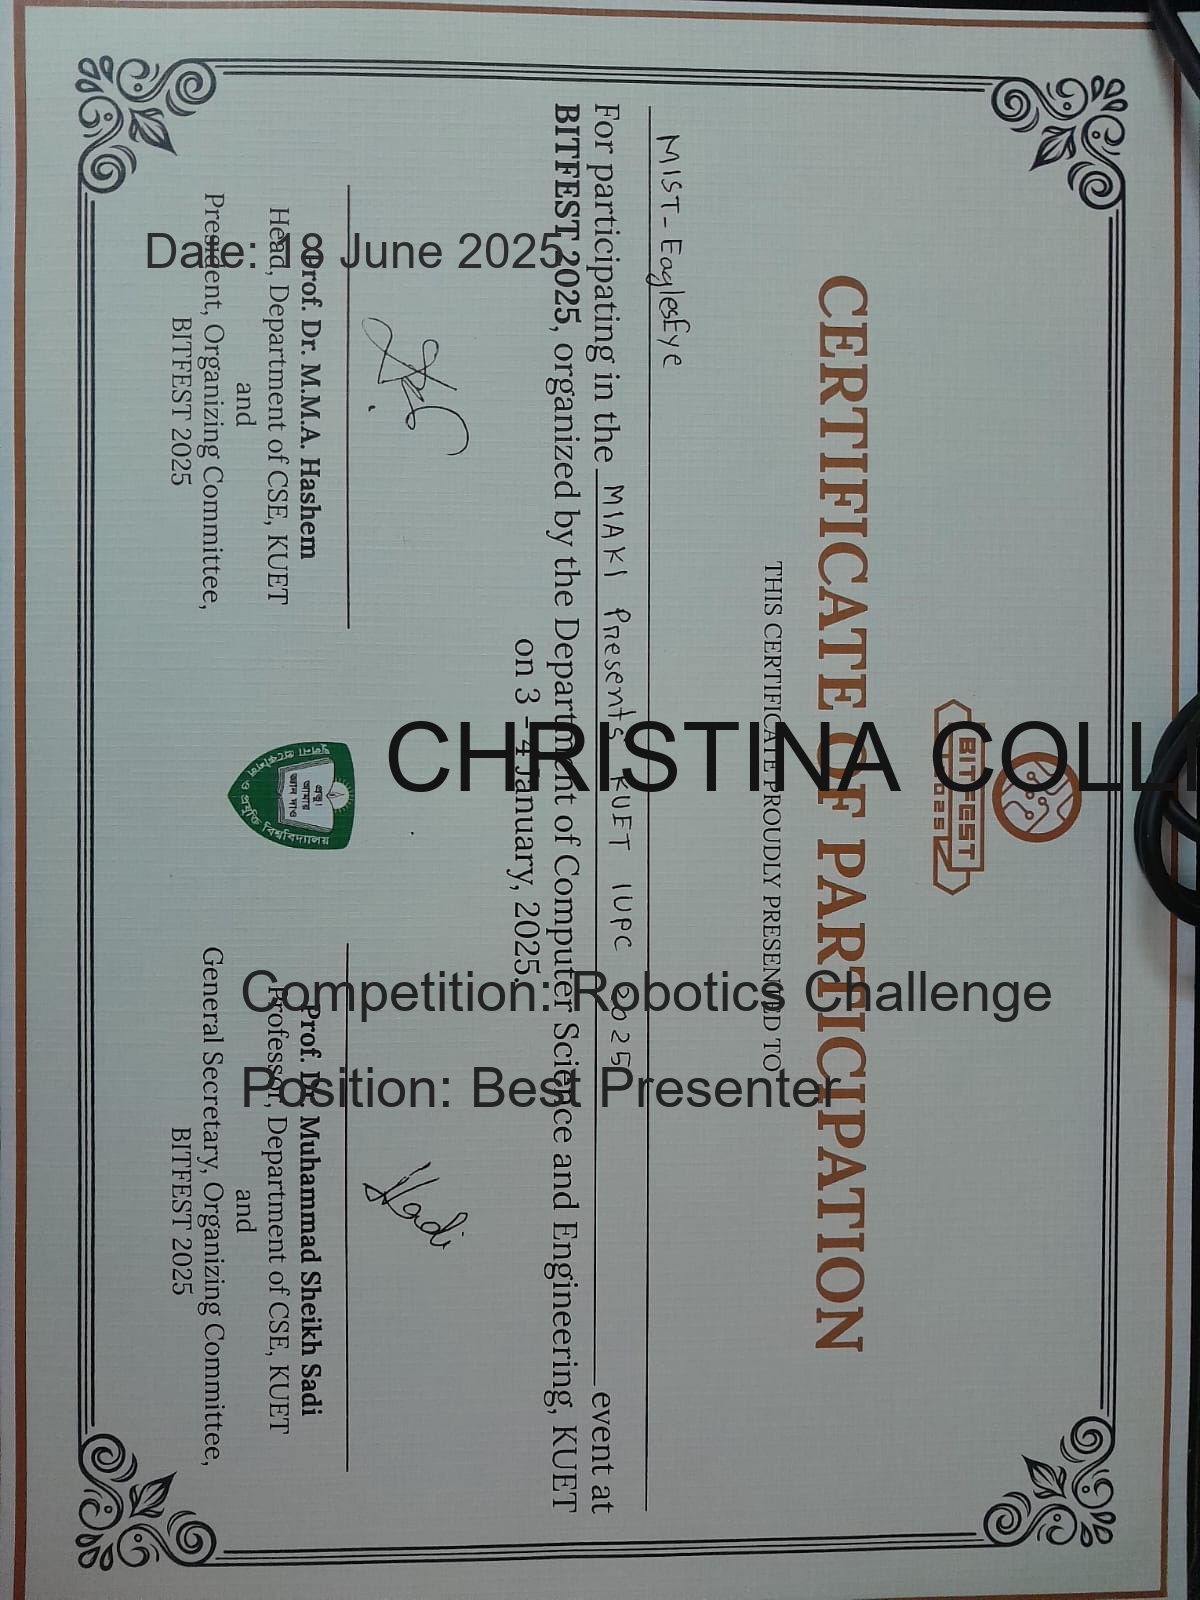 BITFEST
2025
CERTIFICATE OF PARTICIPATION
THIS CERTIFICATE PROUDLY PRESENTED TO
MIST-EaglesEye
For participating in the MIAKI Presents KUET IUPC 2025 event at
BITFEST 2025, organized by the Department of Computer Science and Engineering, KUET
on 3 - 4 January, 2025.
Prof. Dr. M.M.A. Hashem
Head, Department of CSE, KUET
and
President, Organizing Committee,
BITFEST 2025
Prof. Dr. Muhammad Sheikh Sadi
Professor, Department of CSE, KUET
and
General Secretary, Organizing Committee,
BITFEST 2025
Date: 18 June 2025
CHRISTINA
Competition: Robotics Challenge
Position: Best Presenter